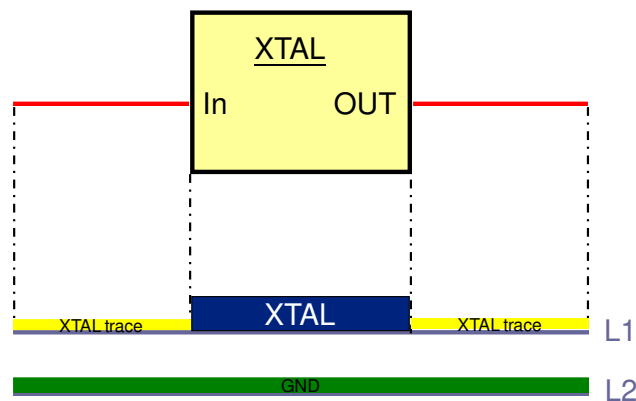 XTAL
In OUT
XTAL
XTAL trace XTAL trace
L1
GND
L2